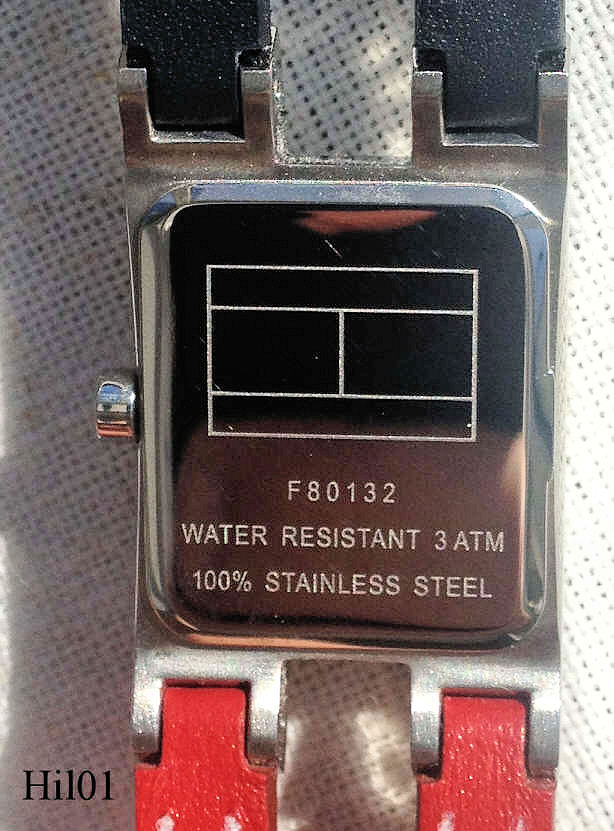 F80132
WATER RESISTANT 3 ATM
100% STAINLESS STEEL
Hil01